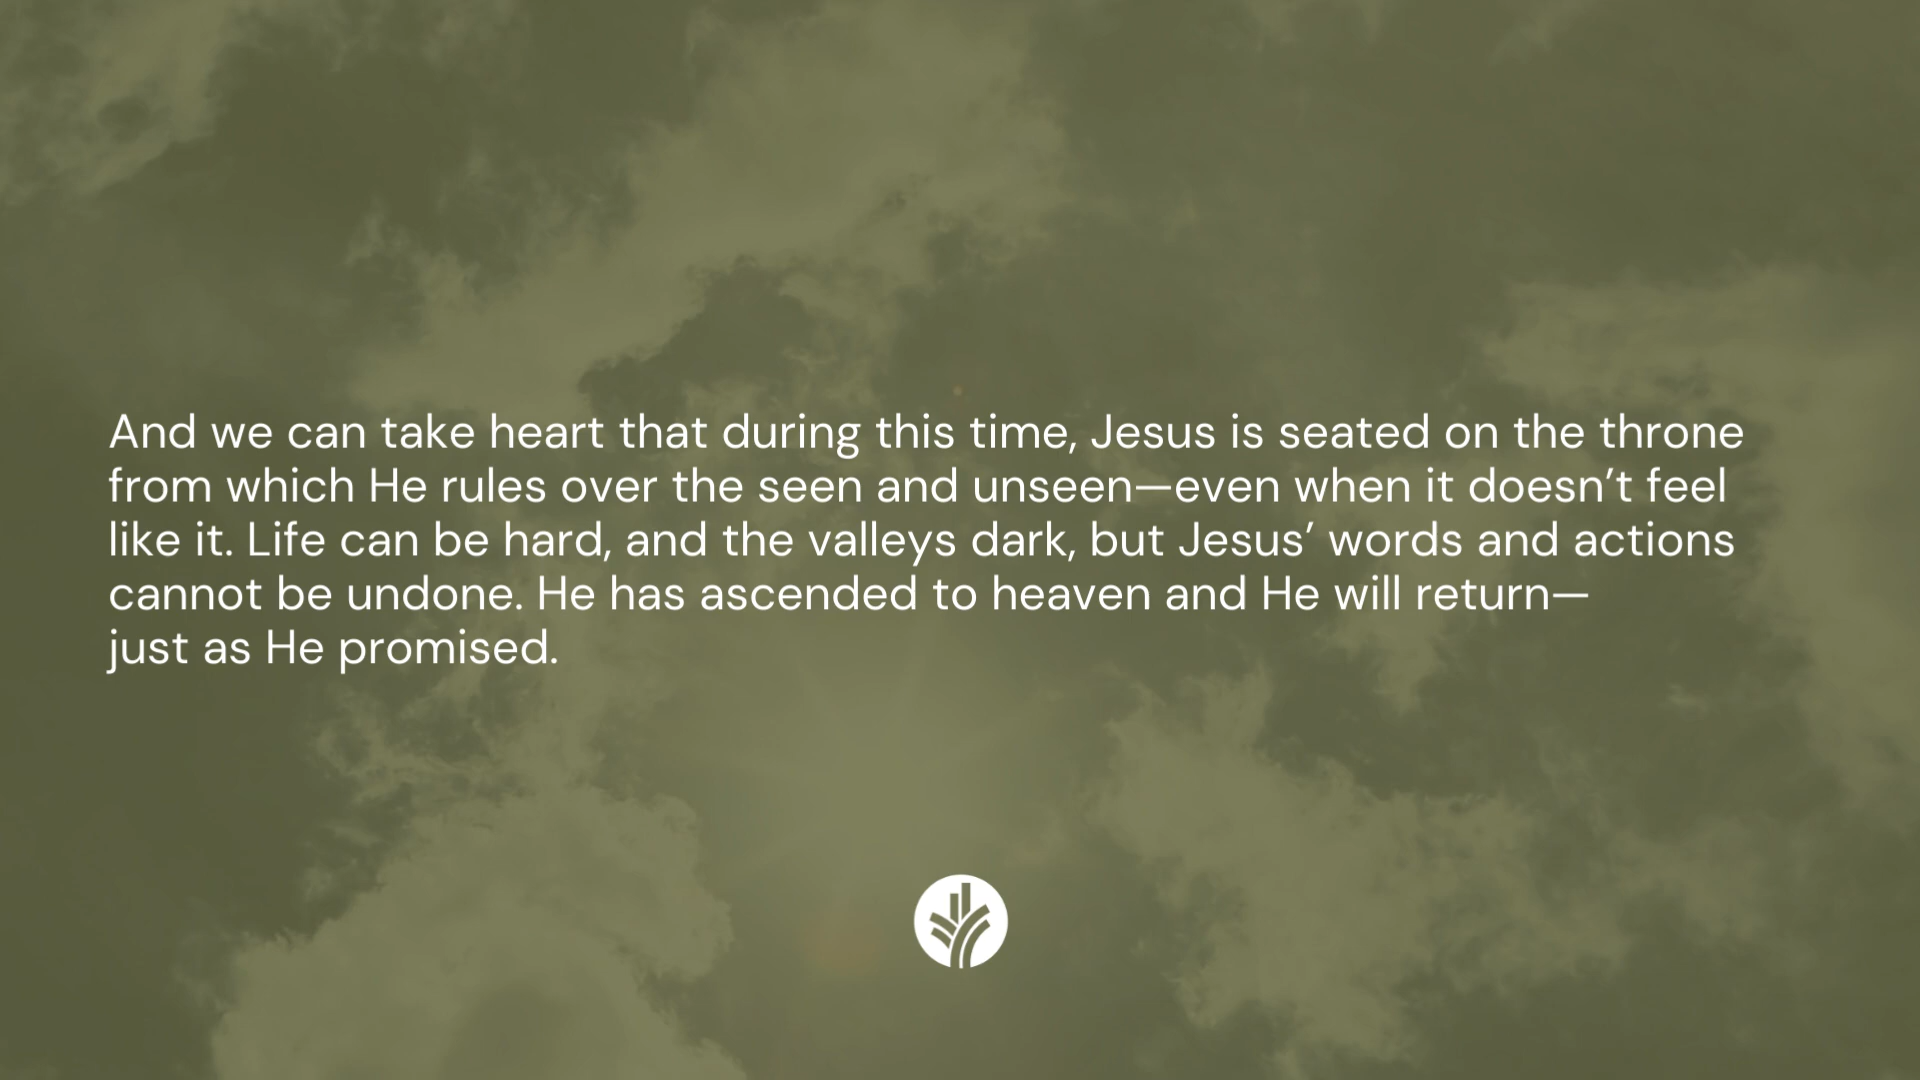 And we can take heart that during this time, Jesus is seated on the throne
from which He rules over the seen and unseen—even when it doesn’t feel
like it. Life can be hard, and the valleys dark, but Jesus’ words and actions
cannot be undone. He has ascended to heaven and He will return—
just as He promised.